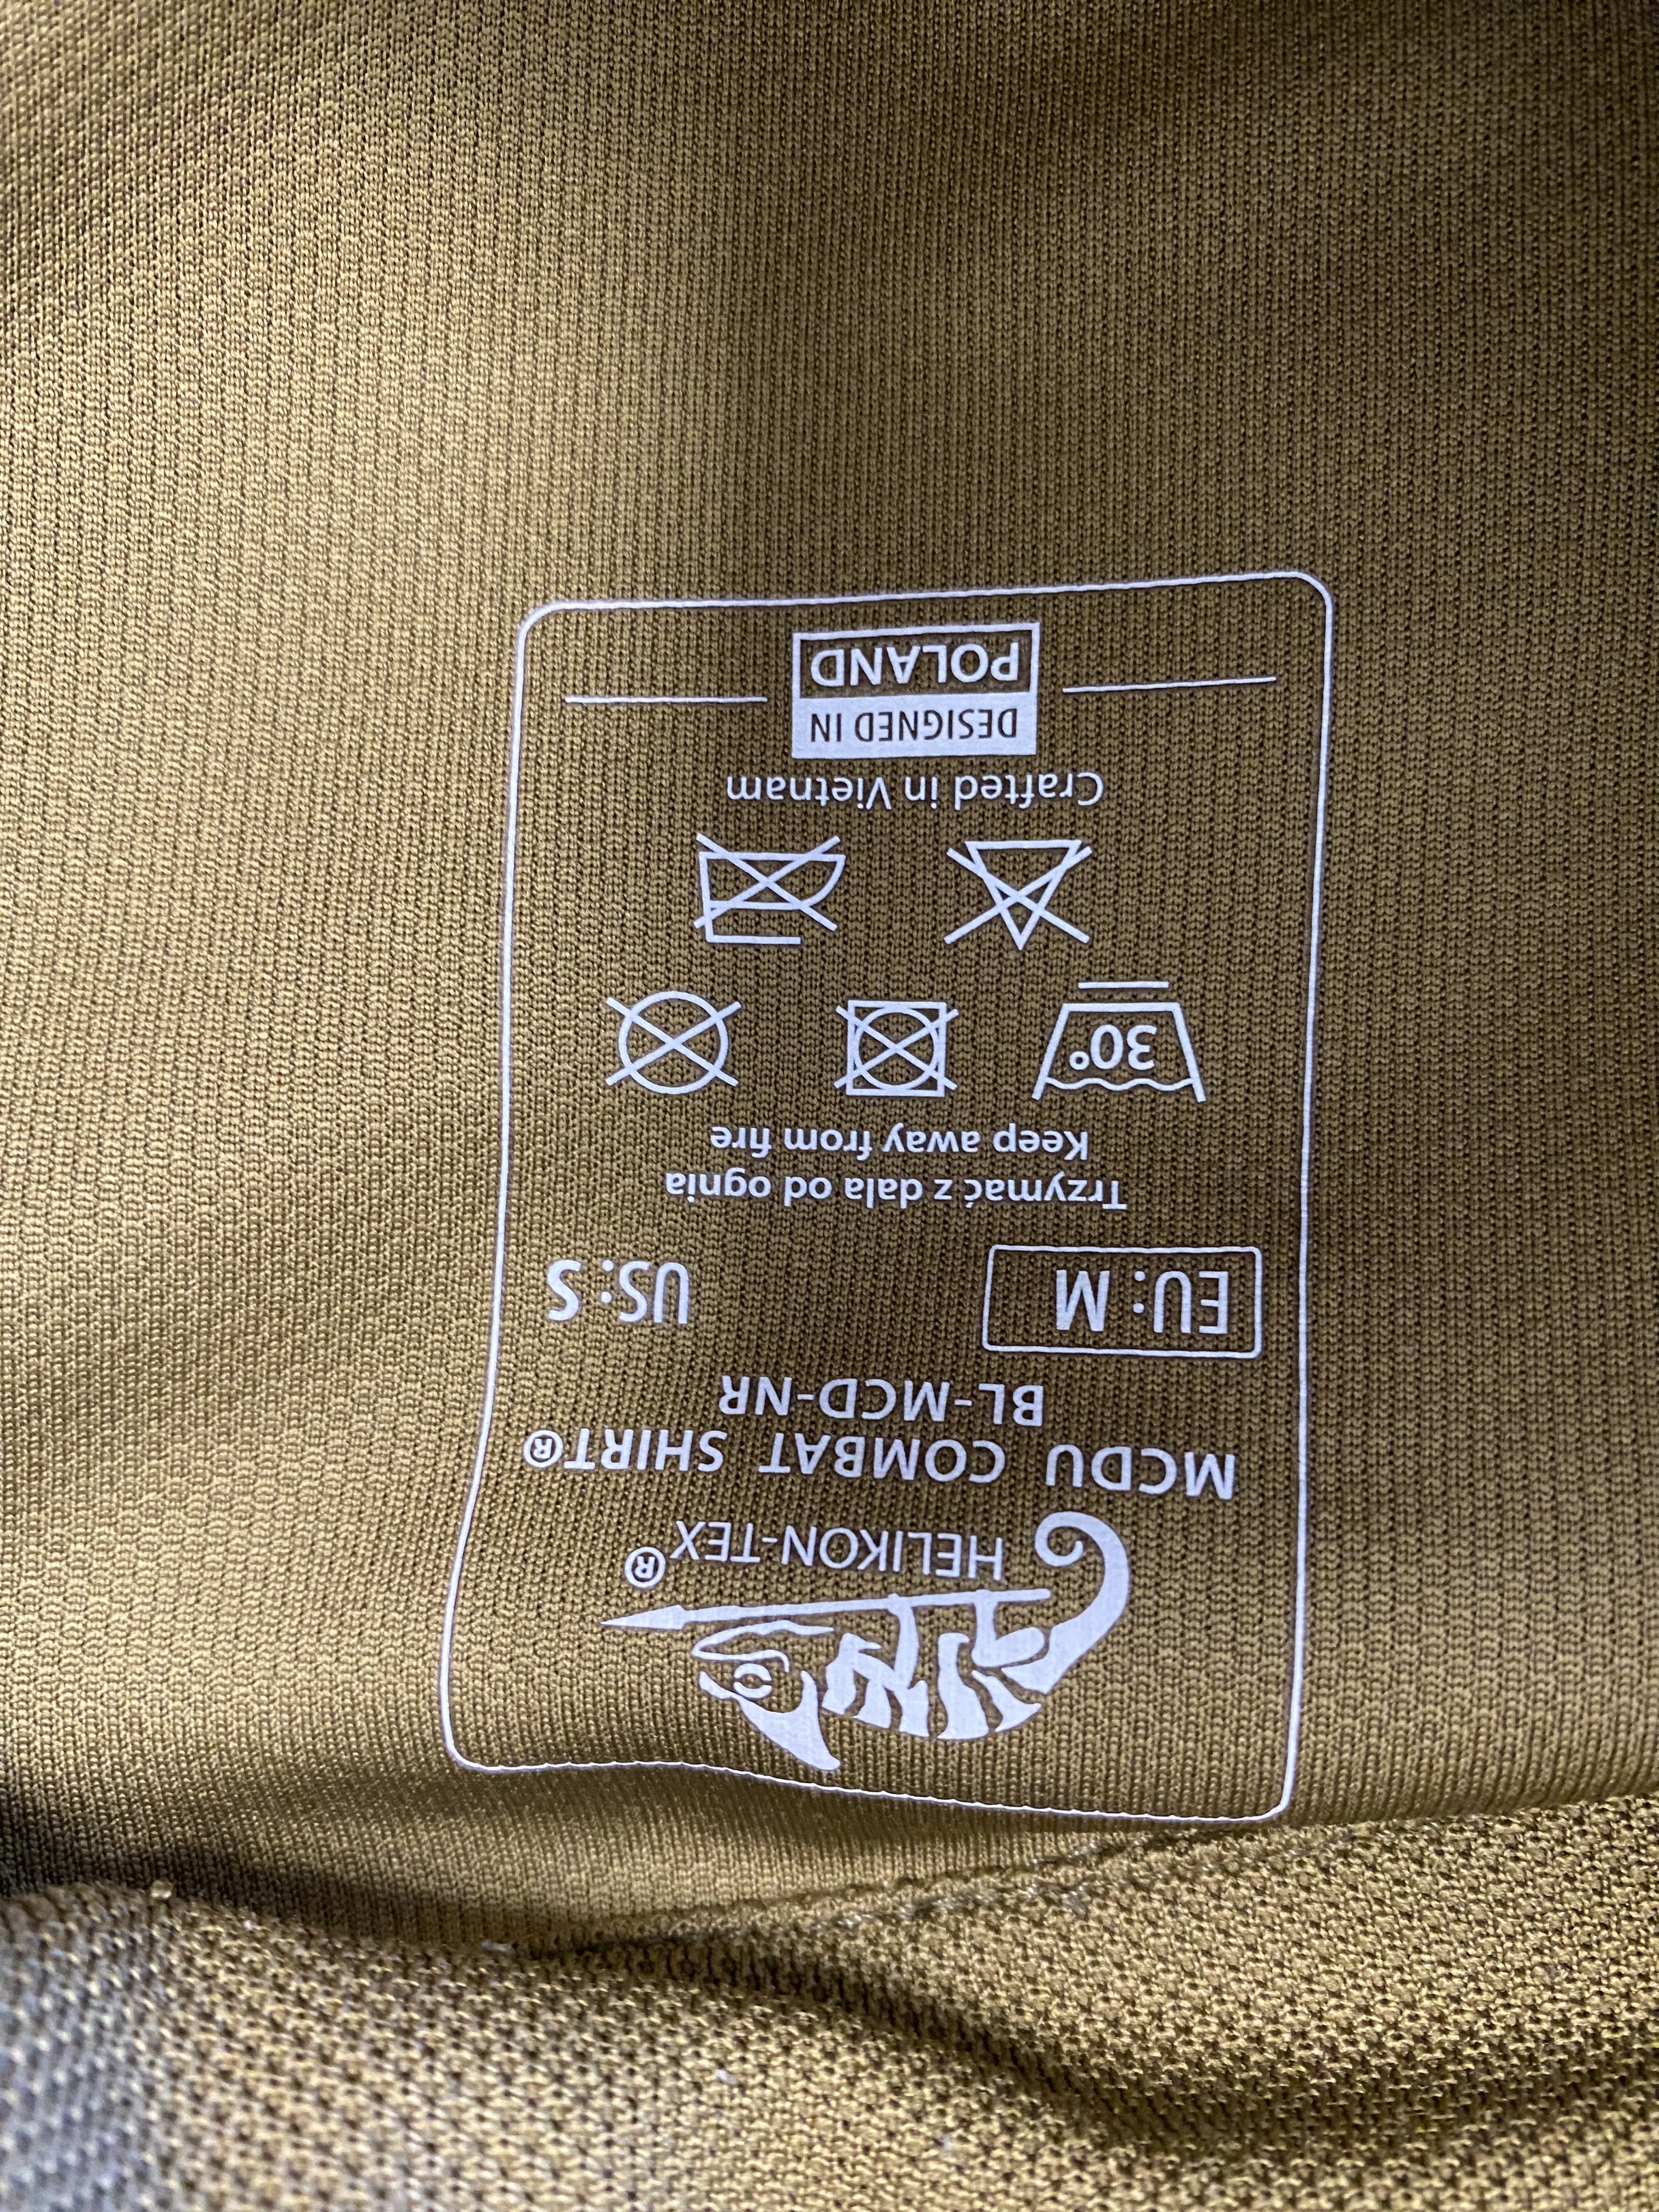 HELIKON-TEX®
MCDU COMBAT SHIRT®
BL-MCD-NR
EU: M US: S
Trzymać z dala od ognia
Keep away from fire
30°
Crafted in Vietnam
DESIGNED IN
POLAND